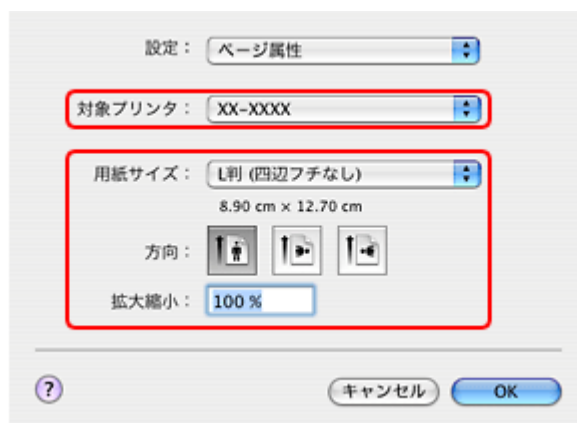 設定： ページ属性
対象プリンタ： XX-XXXX
用紙サイズ： L判 (四辺フチなし)
8.90 cm × 12.70 cm
方向：
拡大縮小： 100 %
? キャンセル OK